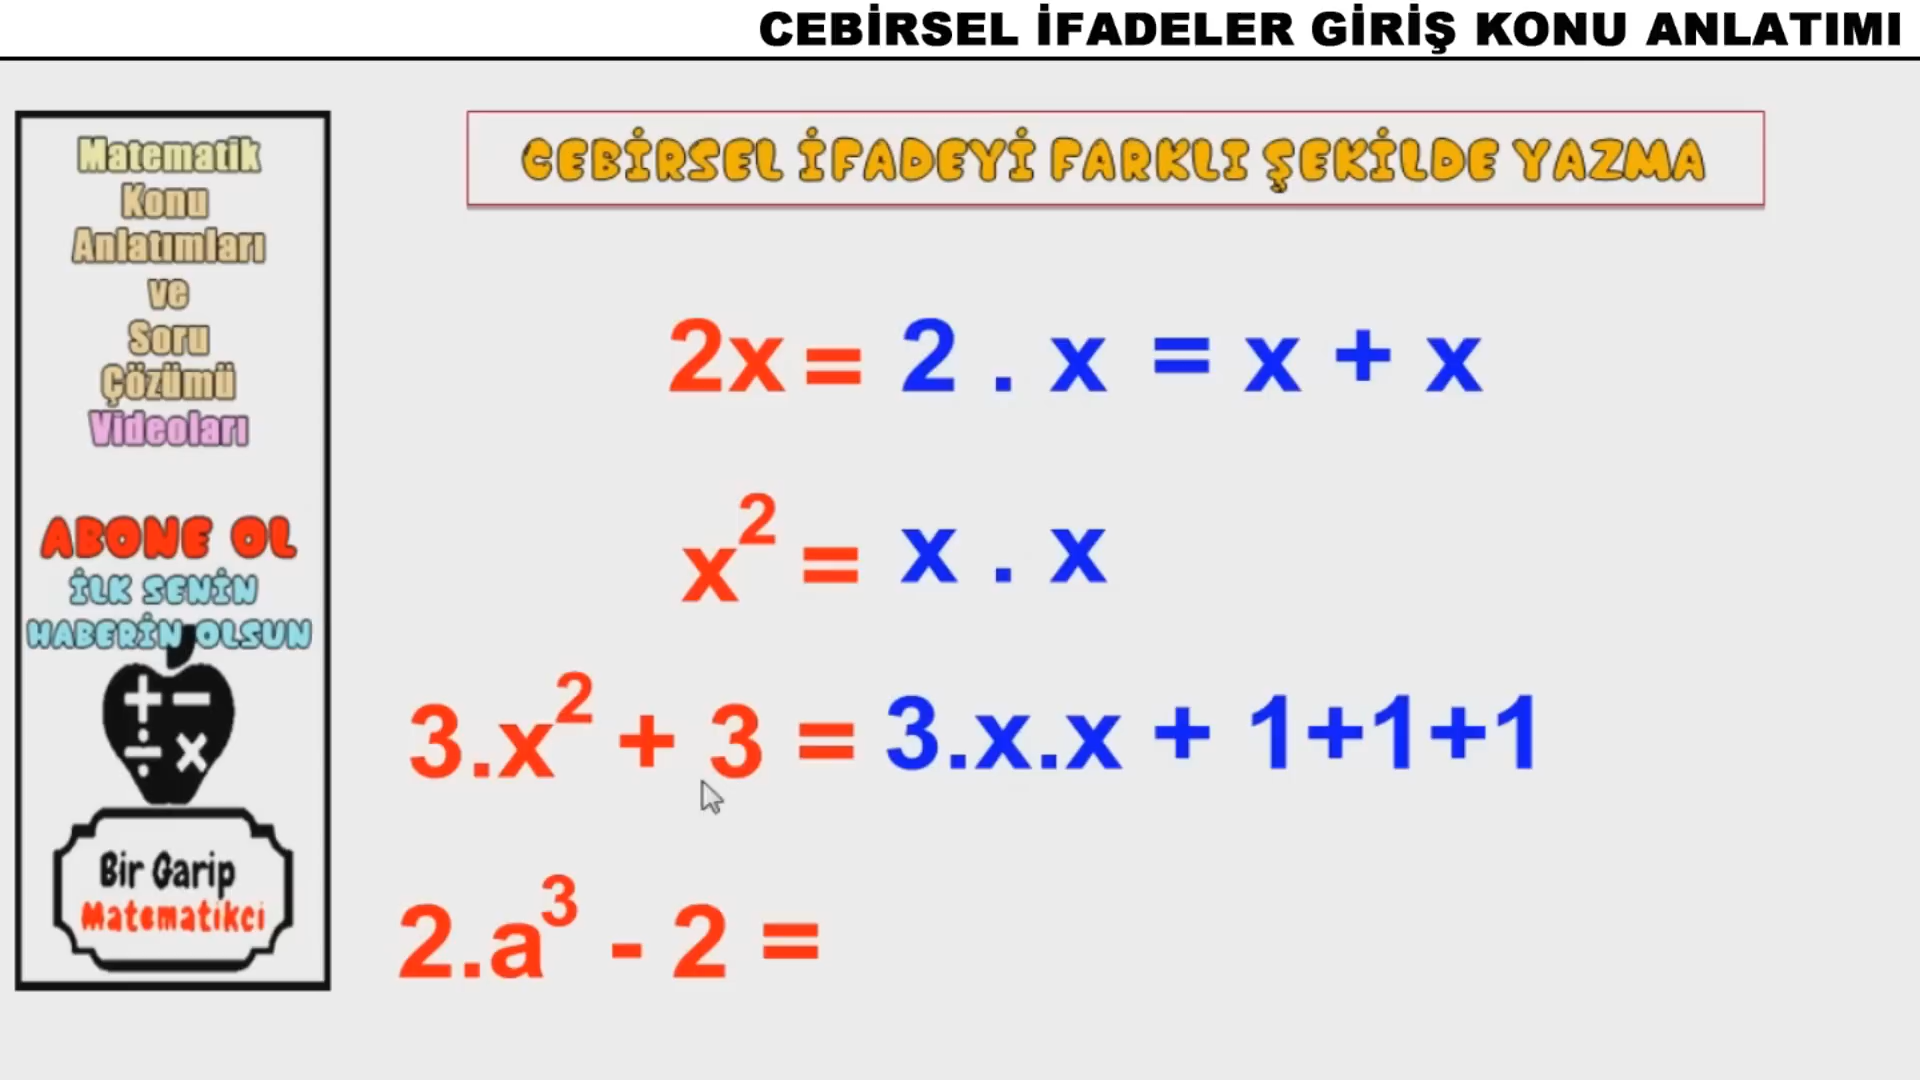 CEBİRSEL İFADELER GİRİŞ KONU ANLATIMI
Matematik
Konu
Anlatımları
ve
Soru
Çözümü
Videoları
ABONE OL
İLK SENİN
HABERİN OLSUN
+ -
÷ x
Bir Garip
Matematikci
CEBİRSEL İFADEYİ FARKLI ŞEKİLDE YAZMA
2x = 2 . x = x + x
x² = x . x
3.x² + 3 = 3.x.x + 1+1+1
2.a³ - 2 =